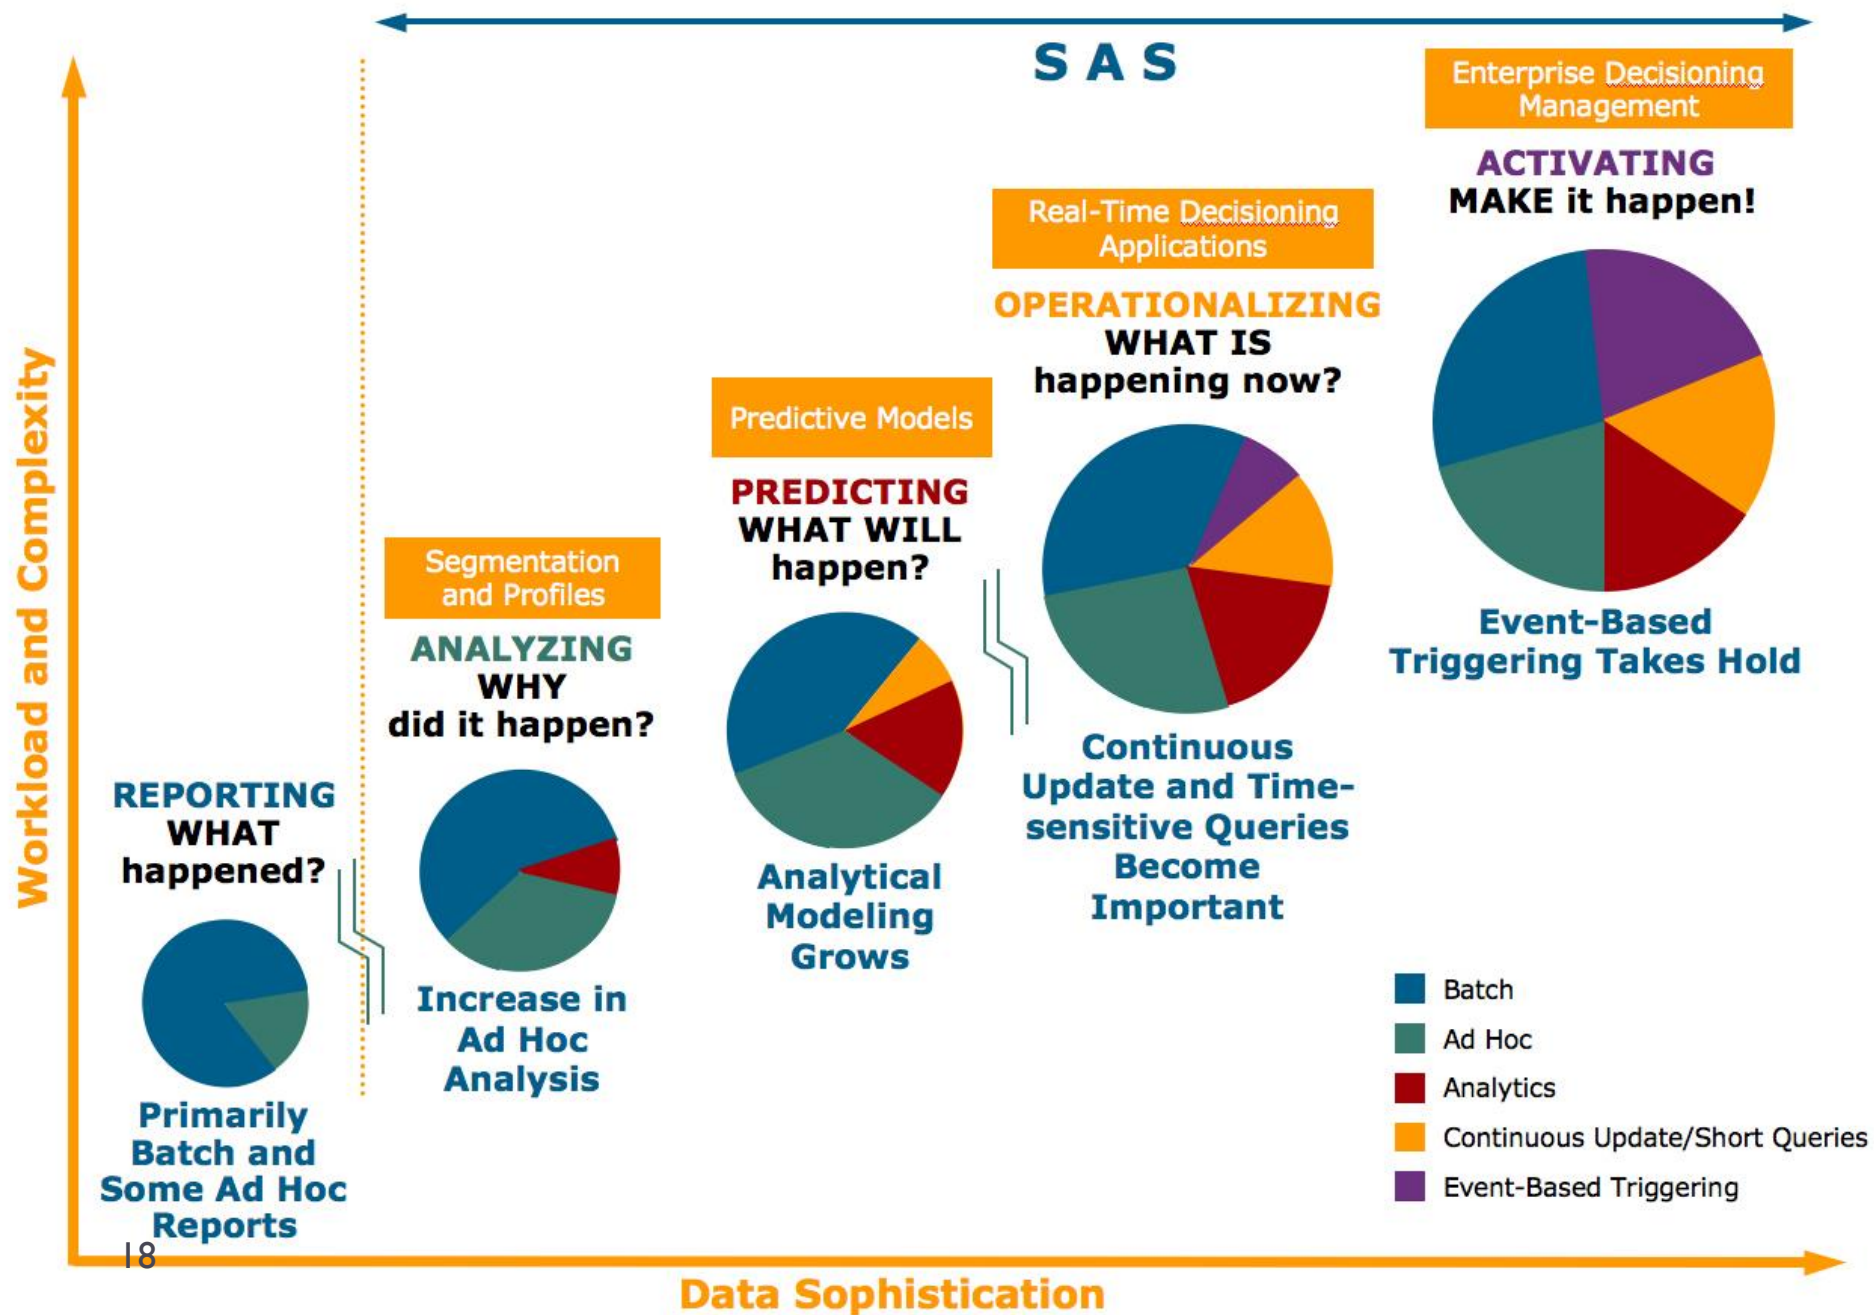 S A S
Workload and Complexity
REPORTING
WHAT
happened?
Primarily
Batch and
Some Ad Hoc
Reports
Segmentation
and Profiles
ANALYZING
WHY
did it happen?
Increase in
Ad Hoc
Analysis
Predictive Models
PREDICTING
WHAT WILL
happen?
Analytical
Modeling
Grows
Real-Time Decisioning
Applications
OPERATIONALIZING
WHAT IS
happening now?
Continuous
Update and Time-
sensitive Queries
Become
Important
Enterprise Decisioning
Management
ACTIVATING
MAKE it happen!
Event-Based
Triggering Takes Hold
Batch
Ad Hoc
Analytics
Continuous Update/Short Queries
Event-Based Triggering
18
Data Sophistication